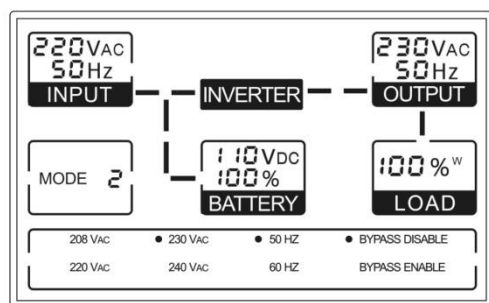 220VAC
50Hz
INPUT
INVERTER
230VAC
50Hz
OUTPUT
MODE 2
110VDC
100%
BATTERY
100%W
LOAD
208 VAC • 230 VAC • 50 HZ • BYPASS DISABLE
220 VAC 240 VAC 60 HZ BYPASS ENABLE